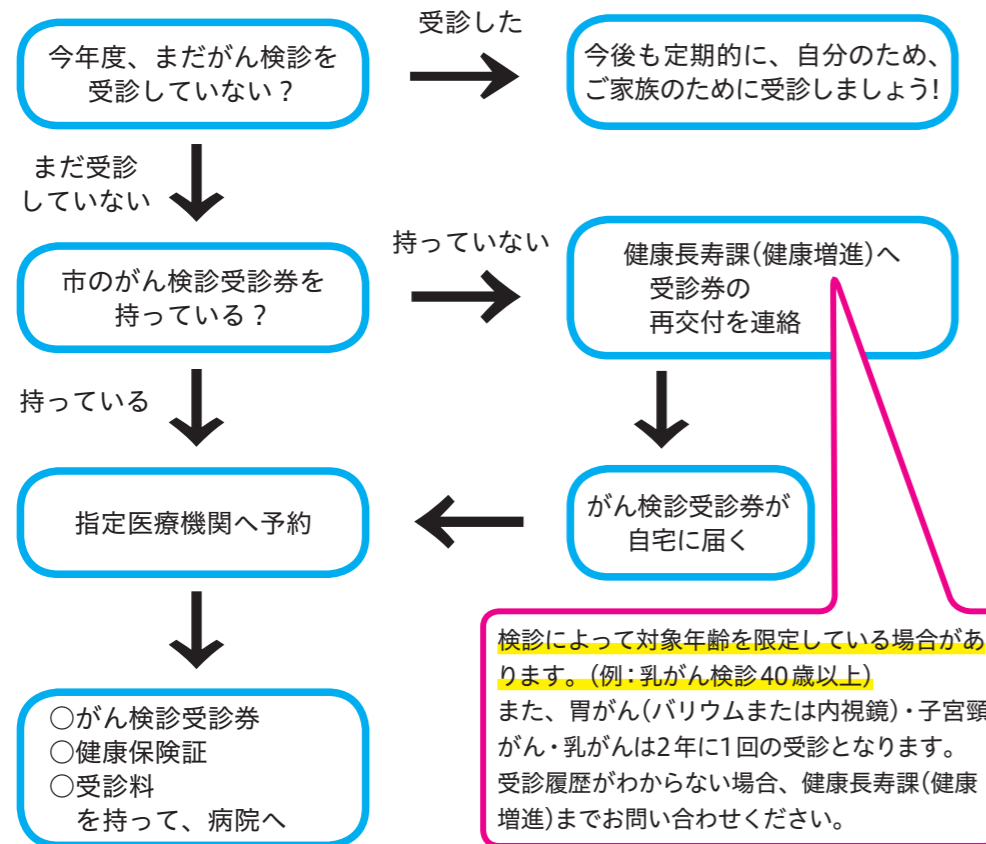 受診した
今年度、まだがん検診を
受診していない？
今後も定期的に、自分のため、
ご家族のために受診しましょう!
まだ受診
していない
持っていない
市のがん検診受診券を
持っている？
健康長寿課(健康増進)へ
受診券の
再交付を連絡
持っている
指定医療機関へ予約
がん検診受診券が
自宅に届く
検診によって対象年齢を限定している場合があ
ります。(例：乳がん検診40歳以上)
また、胃がん(バリウムまたは内視鏡)・子宮頸
がん・乳がんは2年に1回の受診となります。
受診履歴がわからない場合、健康長寿課(健康
増進)までお問い合わせください。
○がん検診受診券
○健康保険証
○受診料
を持って、病院へ